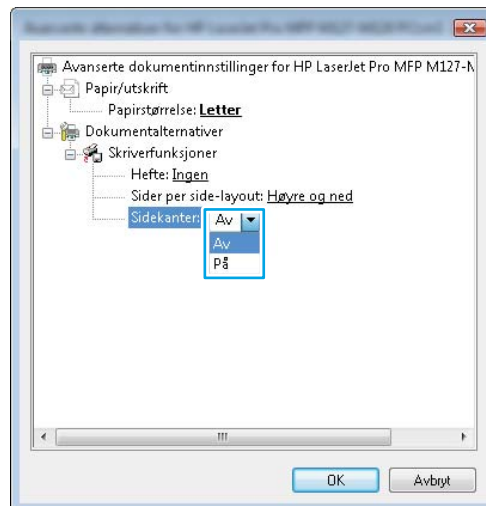 Avanserte dokumentinnstillinger for HP LaserJet Pro MFP M127-M
Papir/utskrift
Papirstørrelse: Letter
Dokumentalternativer
Skriverfunksjoner
Hefte: Ingen
Sider per side-layout: Høyre og ned
Sidekanter: Av
Av
På
OK Avbryt